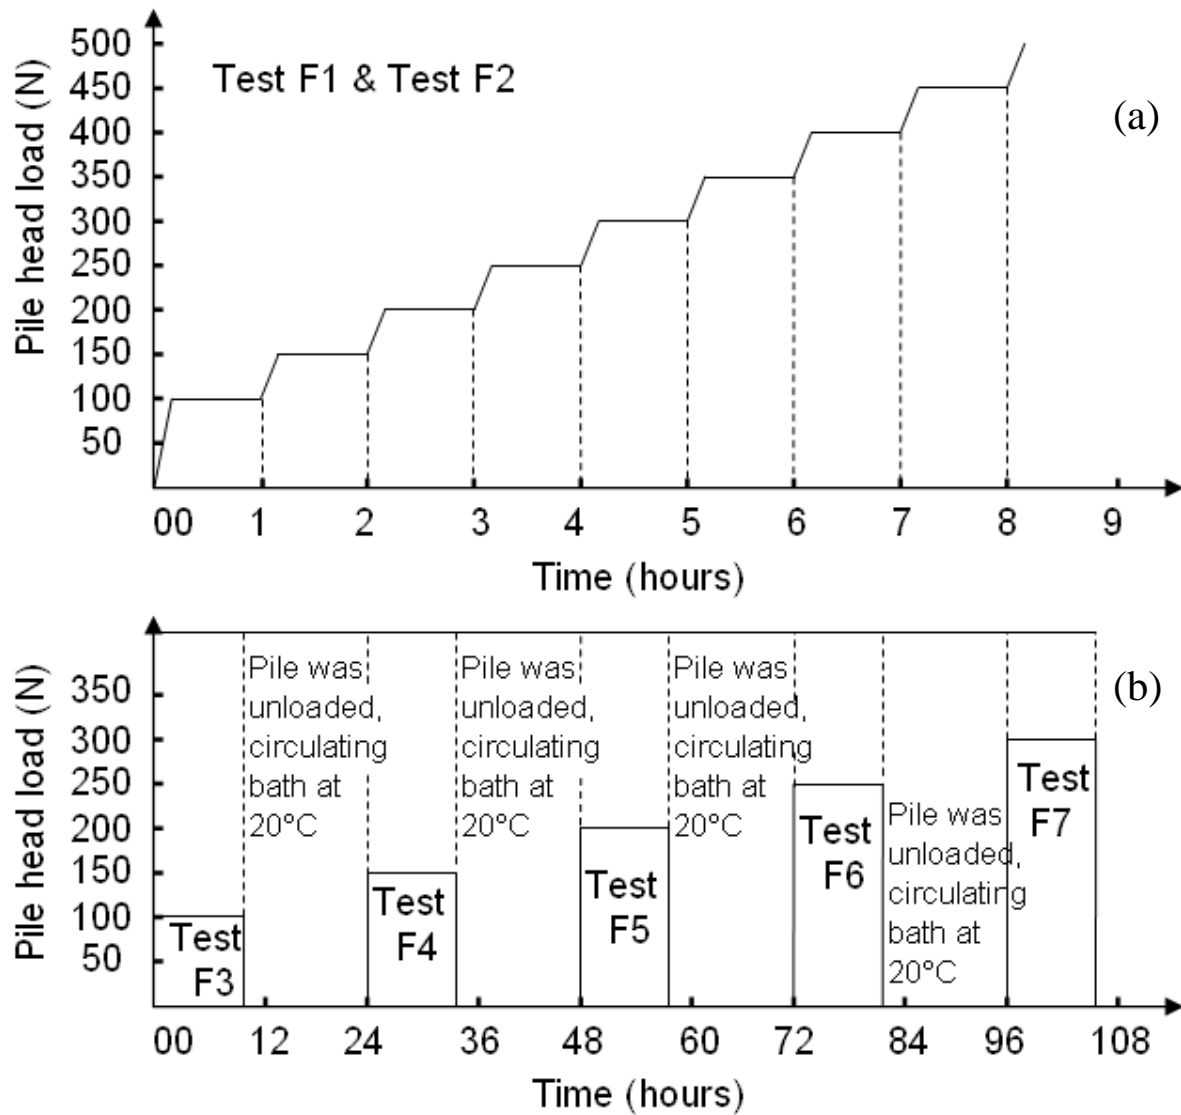 500
450
400
350
300
250
200
150
100
50
Pile head load (N)
Test F1 & Test F2
(a)
00 1 2 3 4 5 6 7 8 9
Time (hours)
350
300
250
200
150
100
50
Pile head load (N)
(b)
Pile was
unloaded,
circulating
bath at
20°C
Pile was
unloaded,
circulating
bath at
20°C
Pile was
unloaded,
circulating
bath at
20°C
Pile was
unloaded,
circulating
bath at
20°C
Test
F3
Test
F4
Test
F5
Test
F6
Test
F7
00 12 24 36 48 60 72 84 96 108
Time (hours)